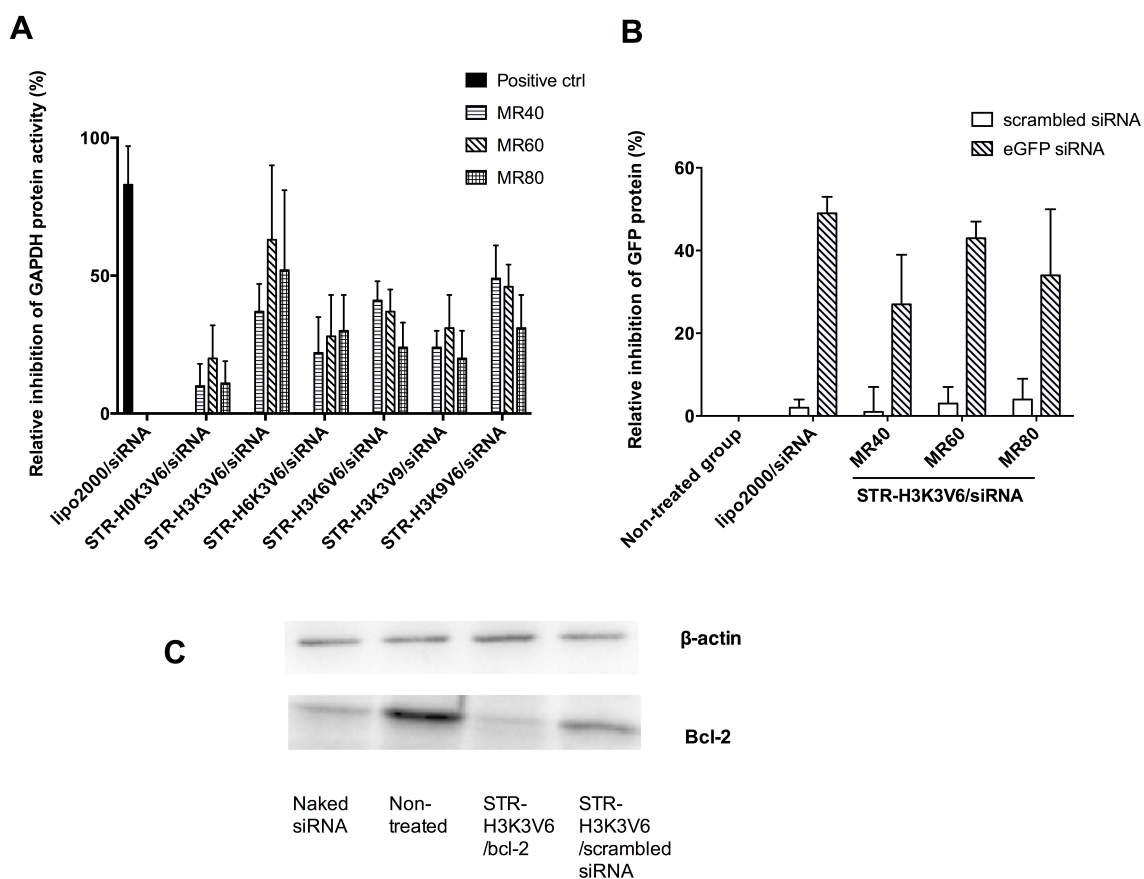 A
Relative inhibition of GAPDH protein activity (%)
100
50
0
Positive ctrl
MR40
MR60
MR80
lipo2000/siRNA
STR-H0K3V6/siRNA
STR-H3K3V6/siRNA
STR-H6K3V6/siRNA
STR-H3K6V6/siRNA
STR-H3K3V9/siRNA
STR-H3K9V6/siRNA
B
Relative inhibition of GFP protein (%)
60
40
20
0
scrambled siRNA
eGFP siRNA
Non-treated group
lipo2000/siRNA
MR40
MR60
MR80
STR-H3K3V6/siRNA
C
β-actin
Bcl-2
Naked
siRNA
Non-
treated
STR-
H3K3V6
/bcl-2
STR-
H3K3V6
/scrambled
siRNA